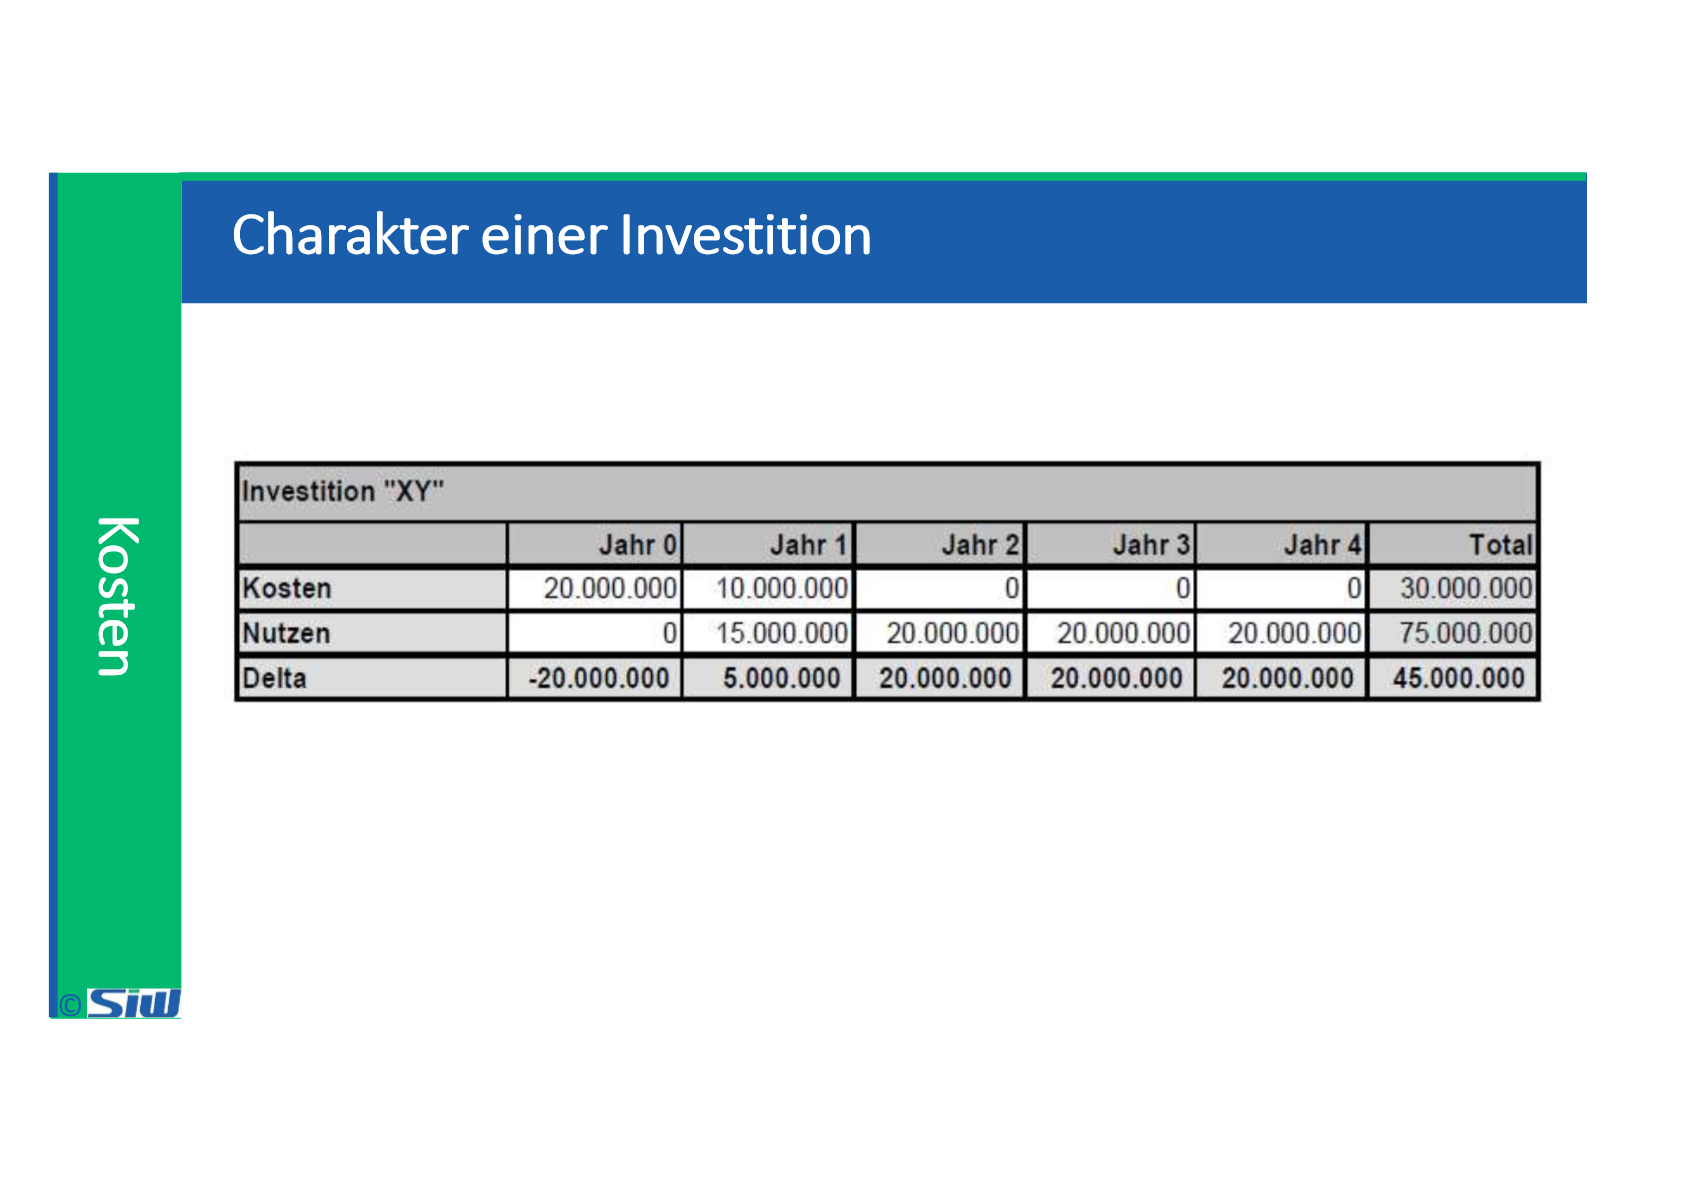 Charakter einer Investition
Investition "XY"
Jahr 0 Jahr 1 Jahr 2 Jahr 3 Jahr 4 Total
Kosten 20.000.000 10.000.000 0 0 0 30.000.000
Nutzen 0 15.000.000 20.000.000 20.000.000 20.000.000 75.000.000
Delta -20.000.000 5.000.000 20.000.000 20.000.000 20.000.000 45.000.000
Kosten
© SIW